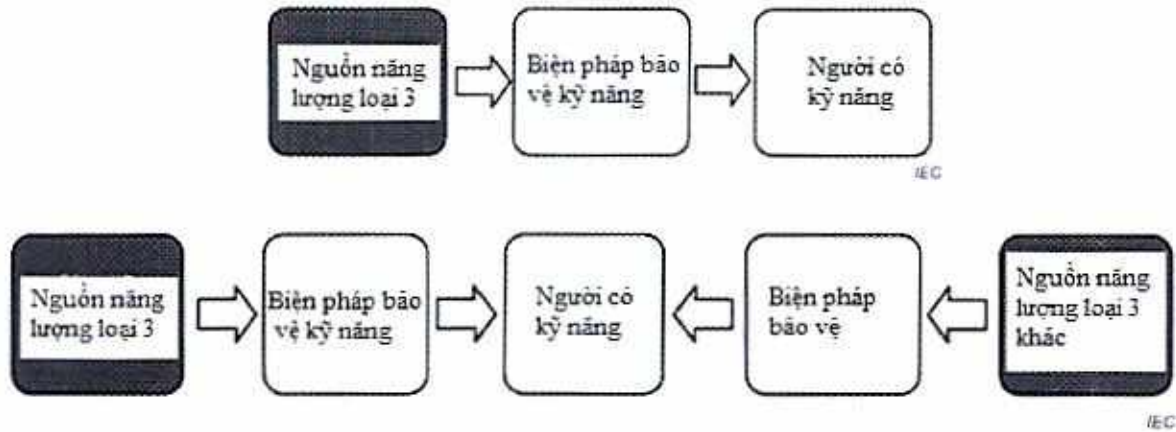 Nguồn năng
lượng loại 3
Biện pháp bảo
vệ kỹ năng
Người có
kỹ năng
IEC
Nguồn năng
lượng loại 3
Biện pháp bảo
vệ kỹ năng
Người có
kỹ năng
Biện pháp
bảo vệ
Nguồn năng
lượng loại 3
khác
IEC